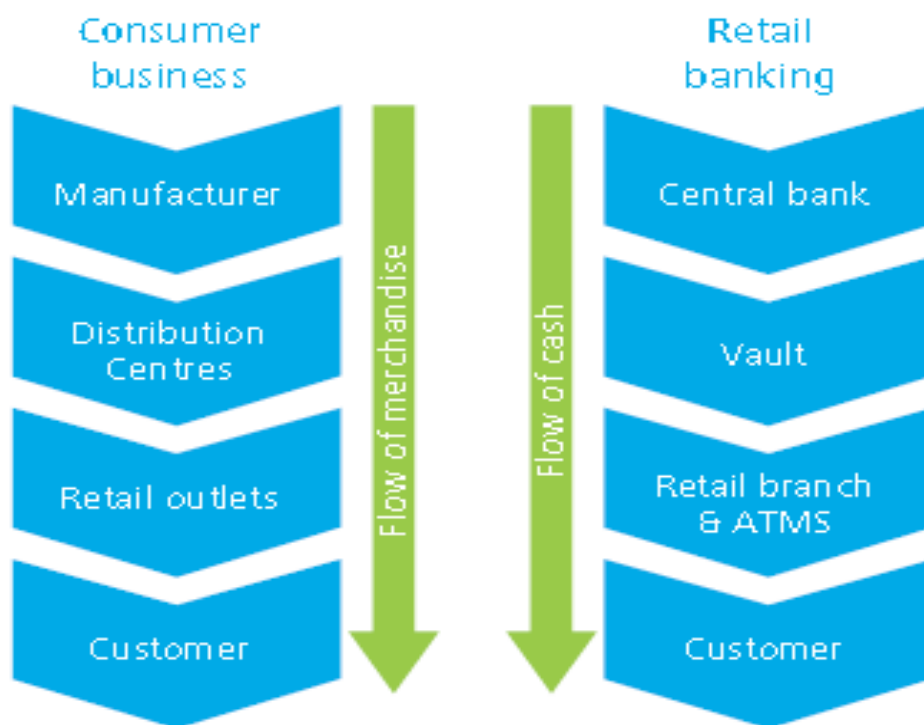 Consumer
business
Manufacturer
Distribution
Centres
Retail outlets
Customer
Flow of merchandise
Flow of cash
Retail
banking
Central bank
Vault
Retail branch
& ATMS
Customer